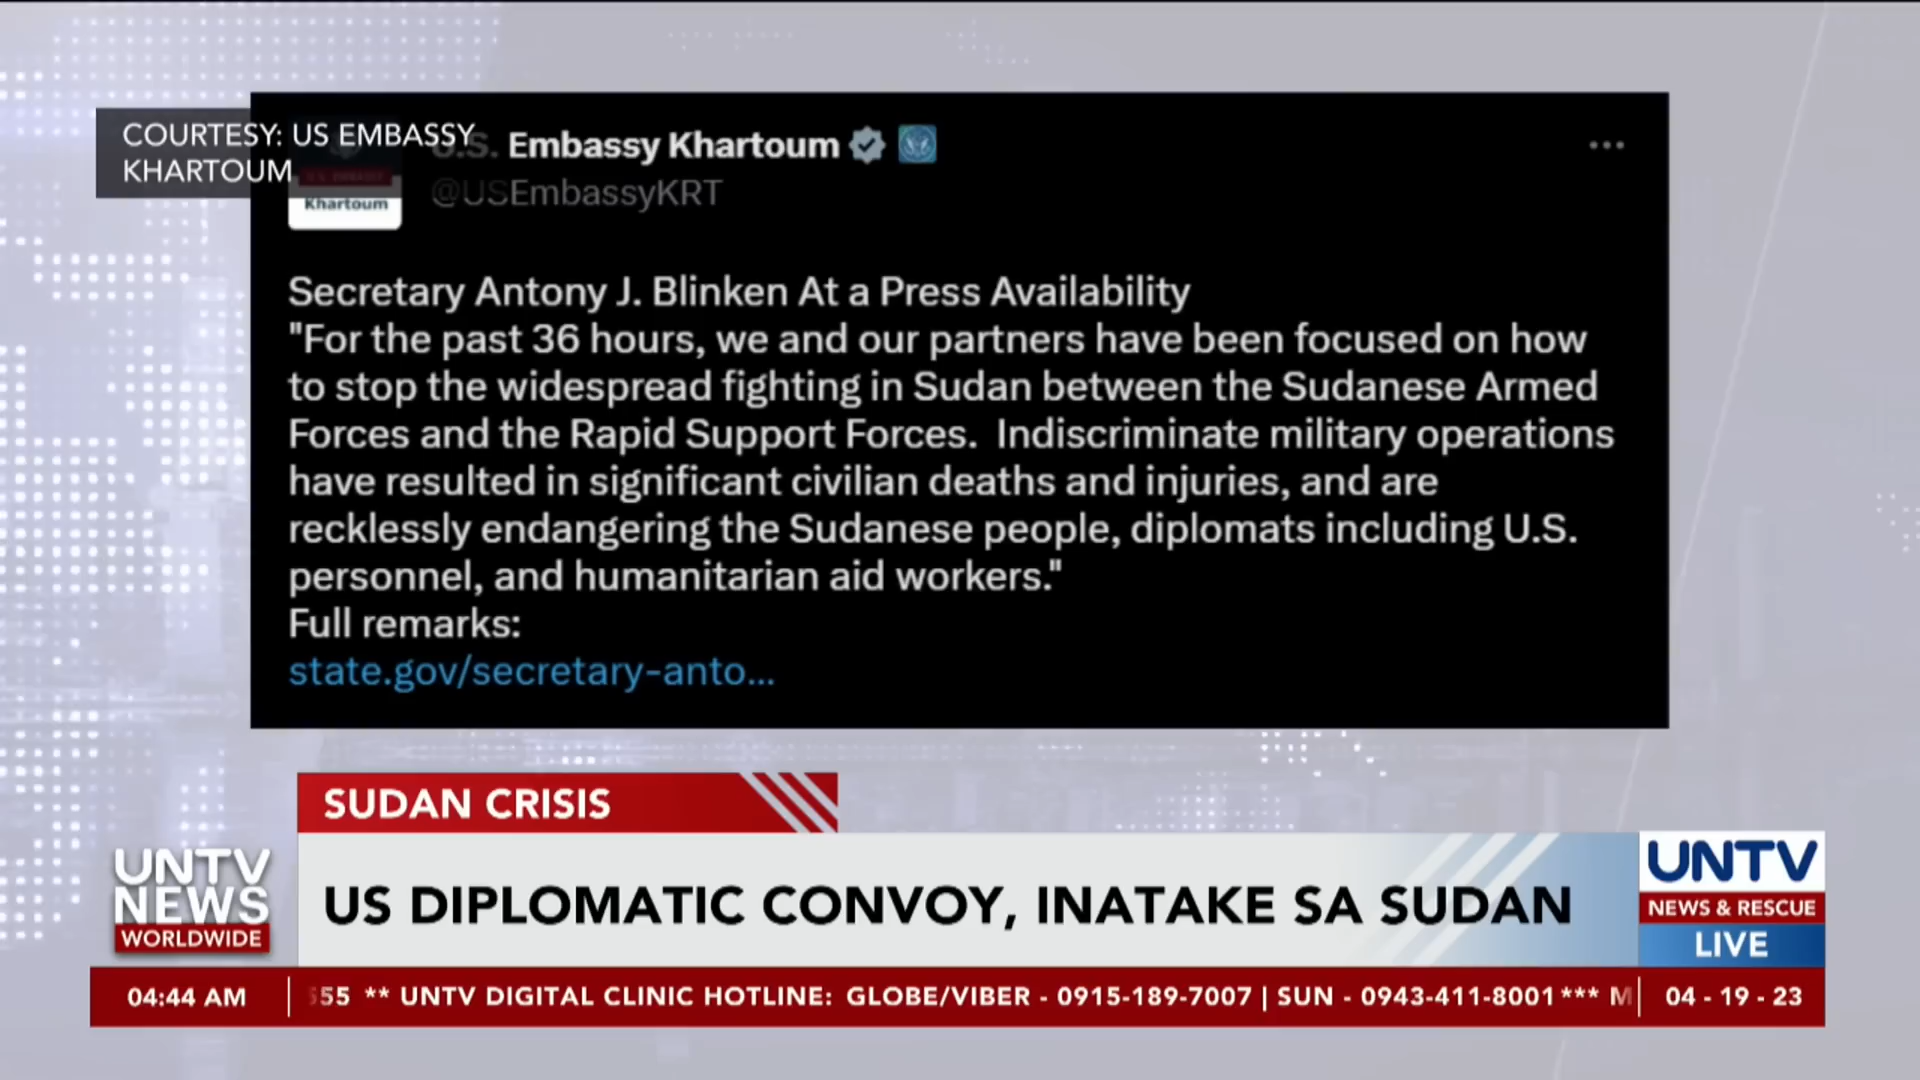 COURTESY: US EMBASSY
KHARTOUM
U.S. Embassy Khartoum
@USEmbassyKRT
U.S. EMBASSY
Khartoum
Secretary Antony J. Blinken At a Press Availability
"For the past 36 hours, we and our partners have been focused on how
to stop the widespread fighting in Sudan between the Sudanese Armed
Forces and the Rapid Support Forces.  Indiscriminate military operations
have resulted in significant civilian deaths and injuries, and are
recklessly endangering the Sudanese people, diplomats including U.S.
personnel, and humanitarian aid workers."
Full remarks:
state.gov/secretary-anto...
SUDAN CRISIS
US DIPLOMATIC CONVOY, INATAKE SA SUDAN
UNTV
NEWS
WORLDWIDE
UNTV
NEWS & RESCUE
LIVE
04:44 AM
55 ** UNTV DIGITAL CLINIC HOTLINE: GLOBE/VIBER - 0915-189-7007 | SUN - 0943-411-8001 *** M
04 - 19 - 23